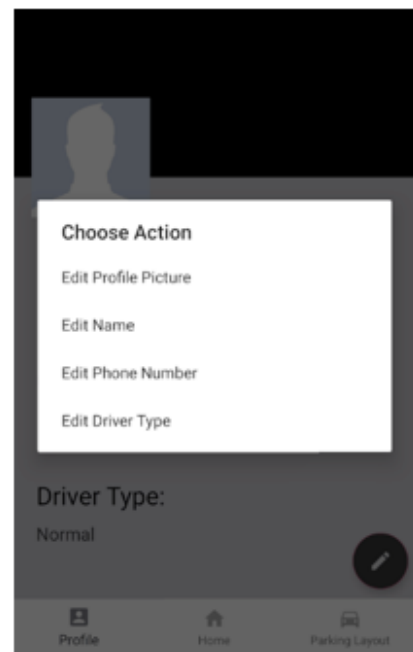 Choose Action
Edit Profile Picture
Edit Name
Edit Phone Number
Edit Driver Type
Driver Type:
Normal
Profile Home Parking Layout